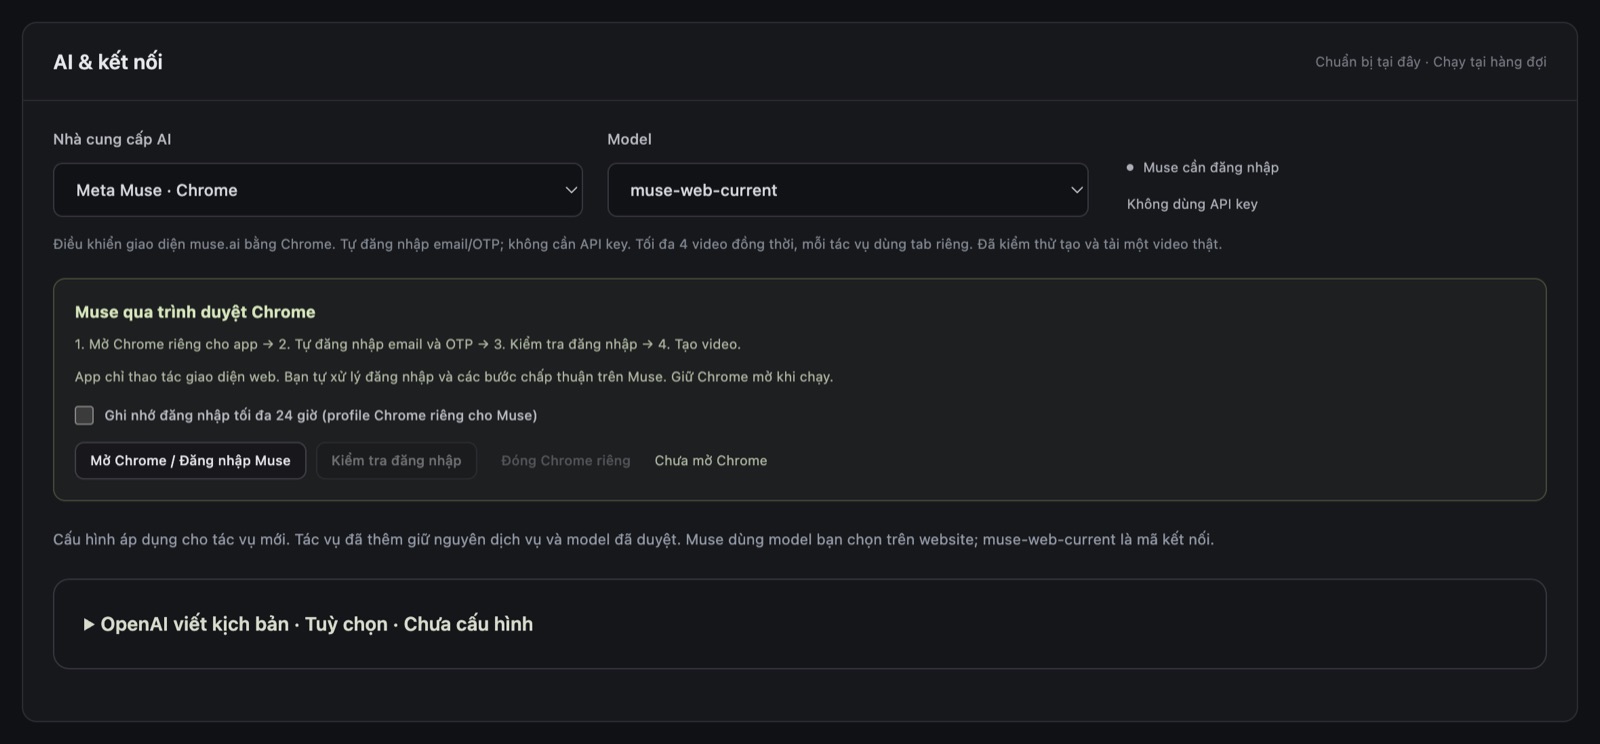 AI & kết nối
Chuẩn bị tại đây · Chạy tại hàng đợi
Nhà cung cấp AI
Model
Meta Muse · Chrome
muse-web-current
Muse cần đăng nhập
Không dùng API key
Điều khiển giao diện muse.ai bằng Chrome. Tự đăng nhập email/OTP; không cần API key. Tối đa 4 video đồng thời, mỗi tác vụ dùng tab riêng. Đã kiểm thử tạo và tải một video thật.
Muse qua trình duyệt Chrome
1. Mở Chrome riêng cho app → 2. Tự đăng nhập email và OTP → 3. Kiểm tra đăng nhập → 4. Tạo video.
App chỉ thao tác giao diện web. Bạn tự xử lý đăng nhập và các bước chấp thuận trên Muse. Giữ Chrome mở khi chạy.
Ghi nhớ đăng nhập tối đa 24 giờ (profile Chrome riêng cho Muse)
Mở Chrome / Đăng nhập Muse
Kiểm tra đăng nhập
Đóng Chrome riêng
Chưa mở Chrome
Cấu hình áp dụng cho tác vụ mới. Tác vụ đã thêm giữ nguyên dịch vụ và model đã duyệt. Muse dùng model bạn chọn trên website; muse-web-current là mã kết nối.
▶ OpenAI viết kịch bản · Tuỳ chọn · Chưa cấu hình